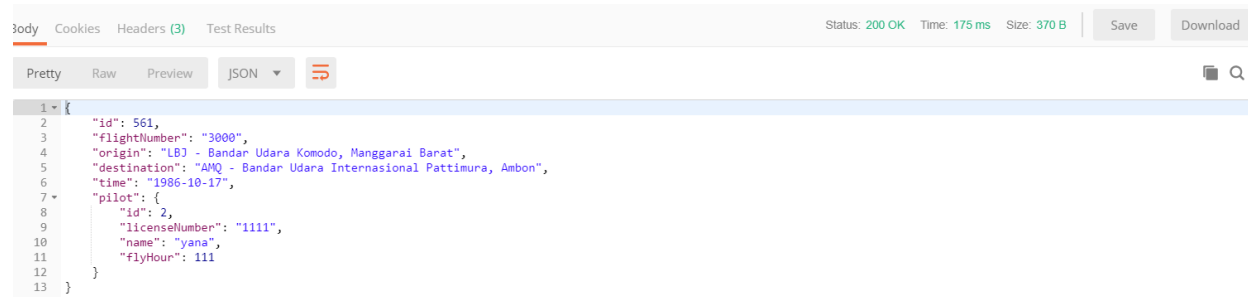 Body Cookies Headers (3) Test Results Status: 200 OK Time: 175 ms Size: 370 B Save Download
Pretty Raw Preview JSON
1 {
2 "id": 561,
3 "flightNumber": "3000",
4 "origin": "LBJ - Bandar Udara Komodo, Manggarai Barat",
5 "destination": "AMQ - Bandar Udara Internasional Pattimura, Ambon",
6 "time": "1986-10-17",
7 "pilot": {
8 "id": 2,
9 "licenseNumber": "1111",
10 "name": "yana",
11 "flyHour": 111
12 }
13 }